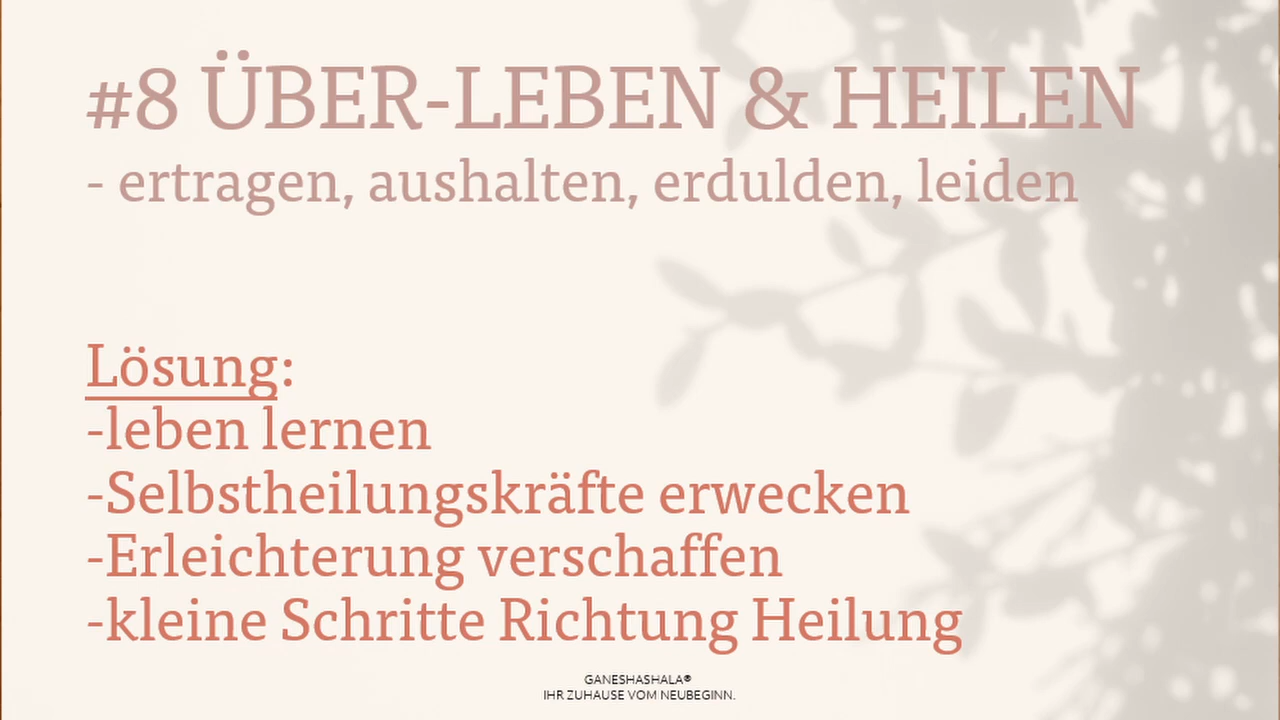 #8 ÜBER-LEBEN & HEILEN
- ertragen, aushalten, erdulden, leiden
Lösung:
-leben lernen
-Selbstheilungskräfte erwecken
-Erleichterung verschaffen
-kleine Schritte Richtung Heilung
GANESHASHALA®
IHR ZUHAUSE VOM NEUBEGINN.